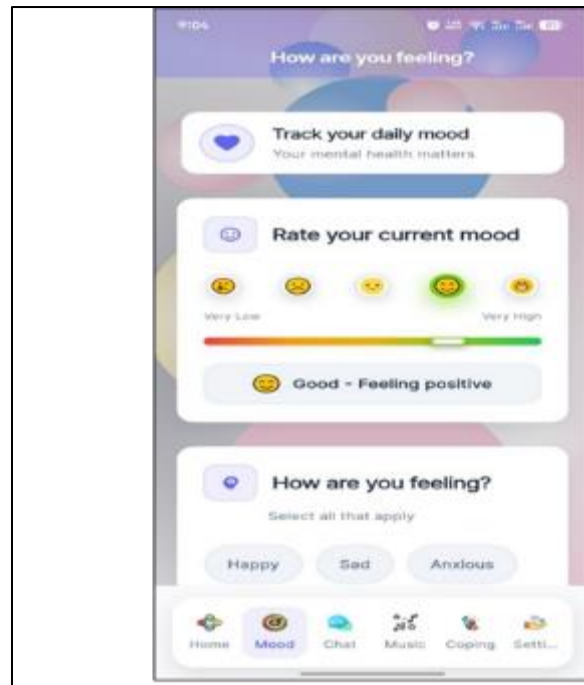 9:04
How are you feeling?
Track your daily mood
Your mental health matters
Rate your current mood
Very Low Very High
Good - Feeling positive
How are you feeling?
Select all that apply
Happy Sad Anxious
Home Mood Chat Music Coping Setti...